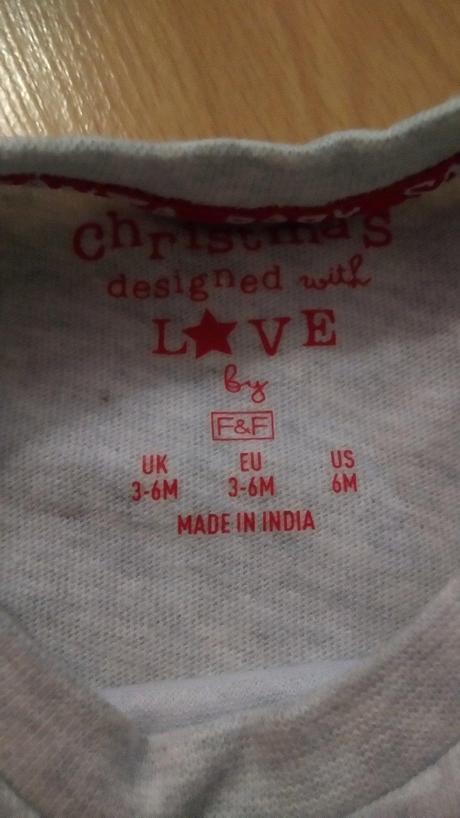 Christmas
designed with
L★VE
by
F&F
UK EU US
3-6M 3-6M 6M
MADE IN INDIA